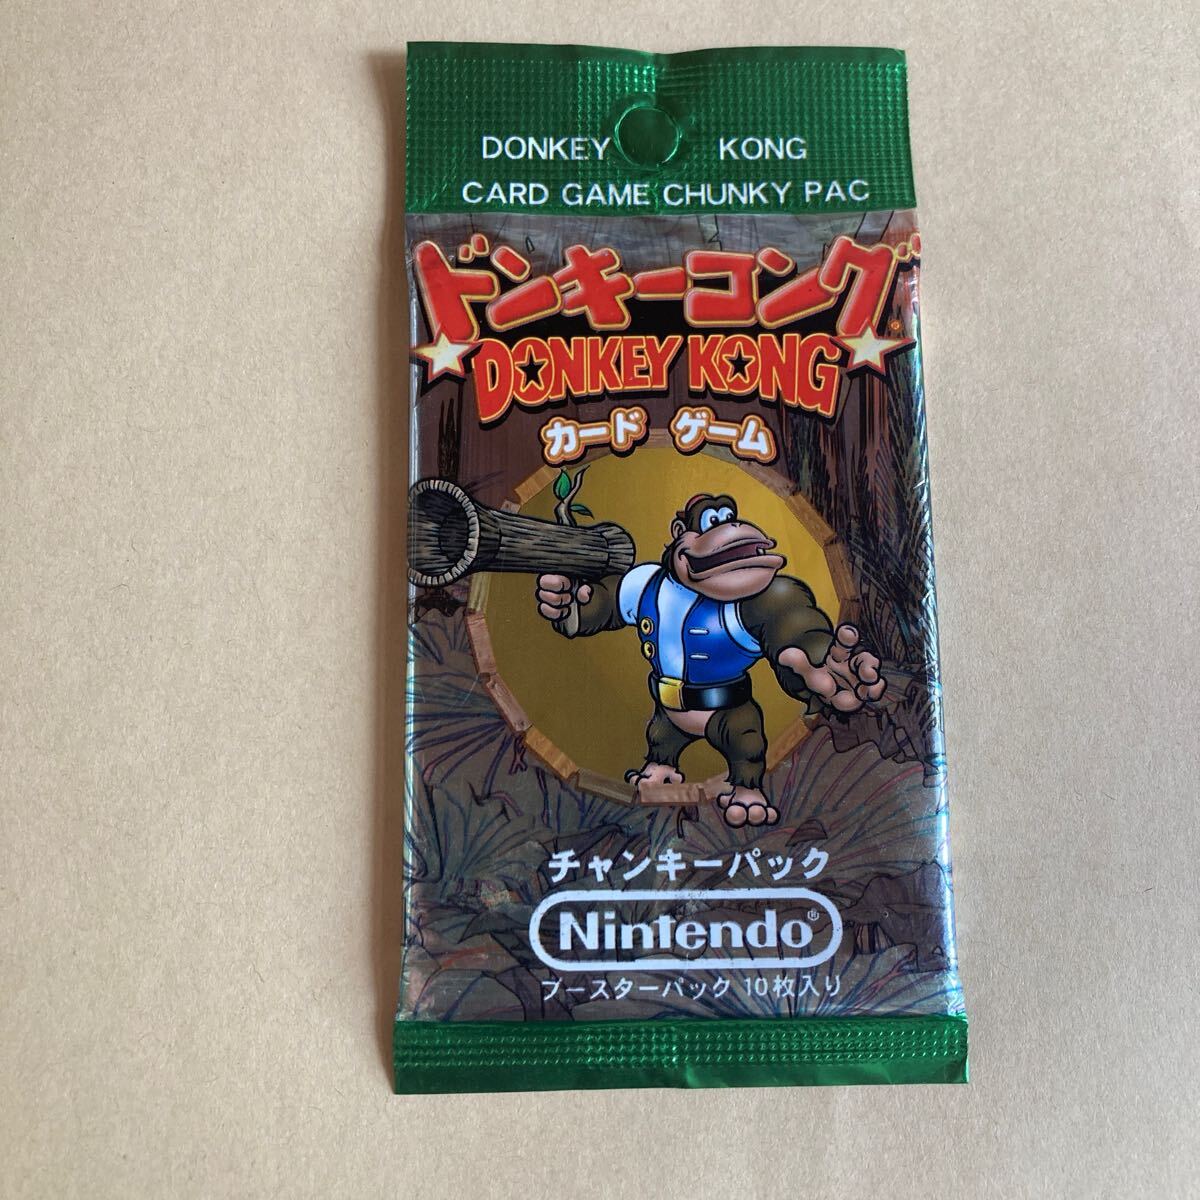 DONKEY KONG
CARD GAME CHUNKY PAC
ドンキーコング
DONKEY KONG
カード ゲーム
チャンキーパック
Nintendo®
ブースターパック 10枚入り